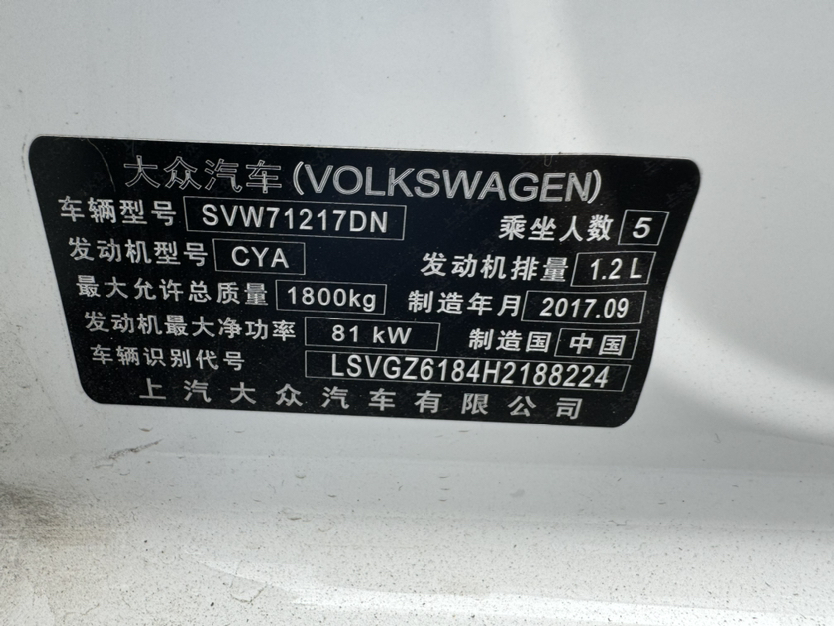 大众汽车(VOLKSWAGEN)
车辆型号 SVW71217DN 乘坐人数 5
发动机型号 CYA 发动机排量 1.2 L
最大允许总质量 1800kg 制造年月 2017.09
发动机最大净功率 81 kW 制造国 中国
车辆识别代号 LSVGZ6184H2188224
上汽大众汽车有限公司